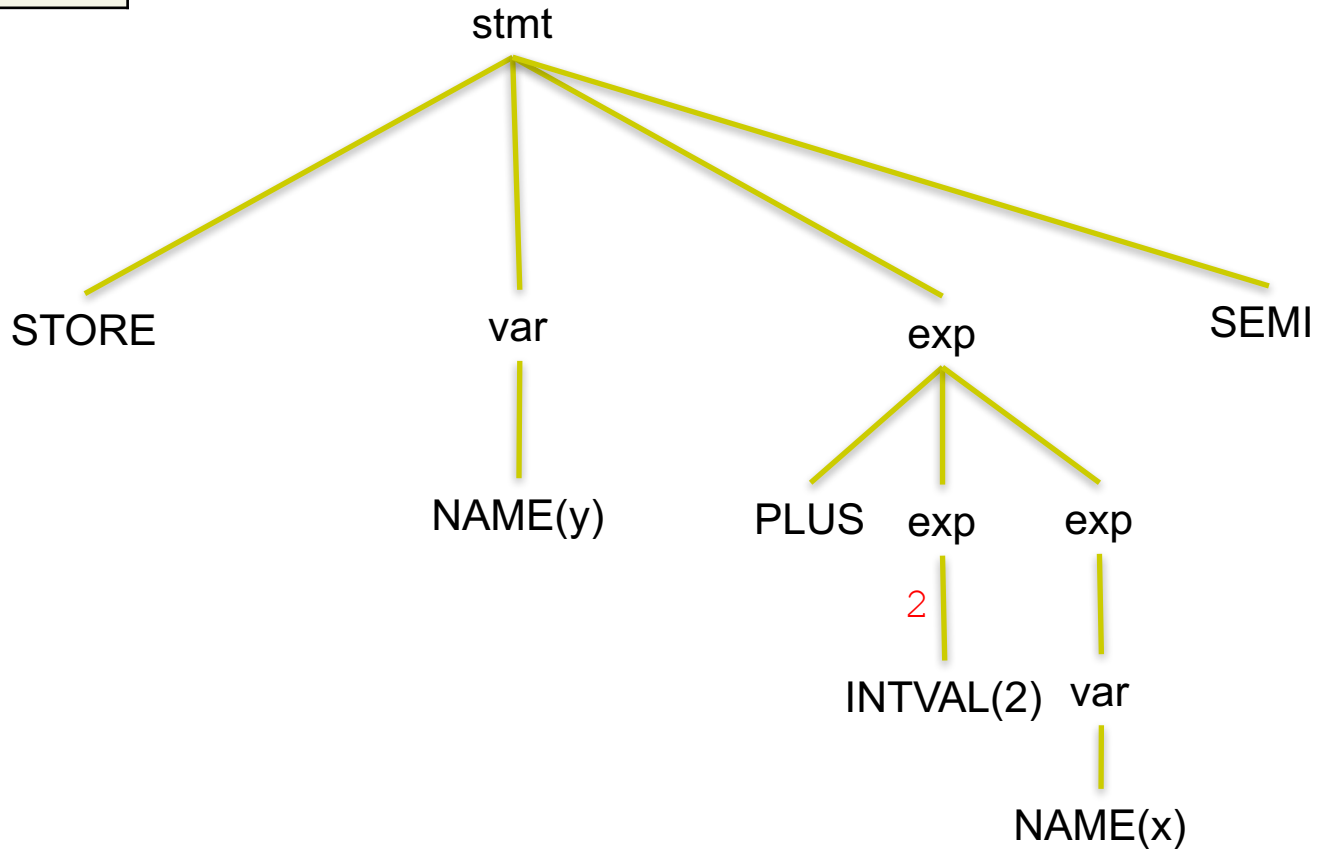 stmt
STORE var exp SEMI
NAME(y) PLUS exp exp
2
INTVAL(2) var
NAME(x)